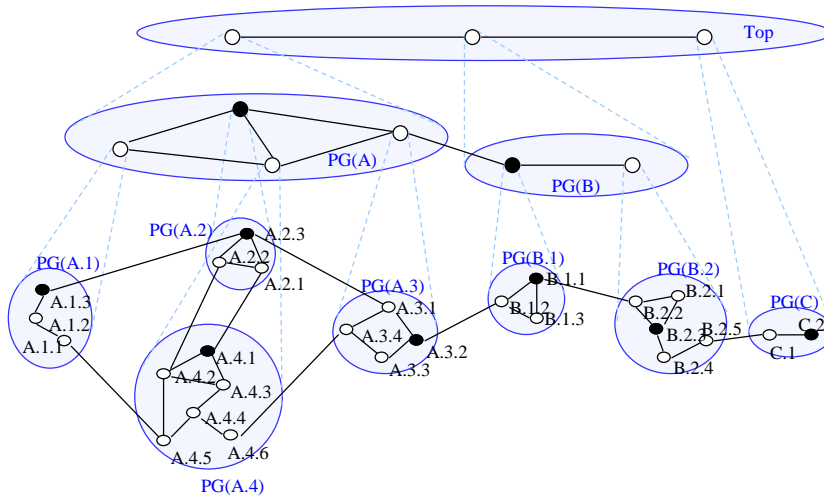 Top
PG(A)
PG(B)
PG(A.2)
A.2.3
PG(A.1)
A.2.2
A.2.1
PG(B.1)
B.1.1
PG(B.2)
A.1.3
PG(A.3)
B.2.1
A.1.2
A.3.1
B.1.2
B.2.2
PG(C)
B.1.3
A.1.1
A.3.4
B.2.3
B.2.5
C.2
A.4.1
A.3.2
C.1
A.4.2
A.3.3
B.2.4
A.4.3
A.4.4
A.4.5
A.4.6
PG(A.4)